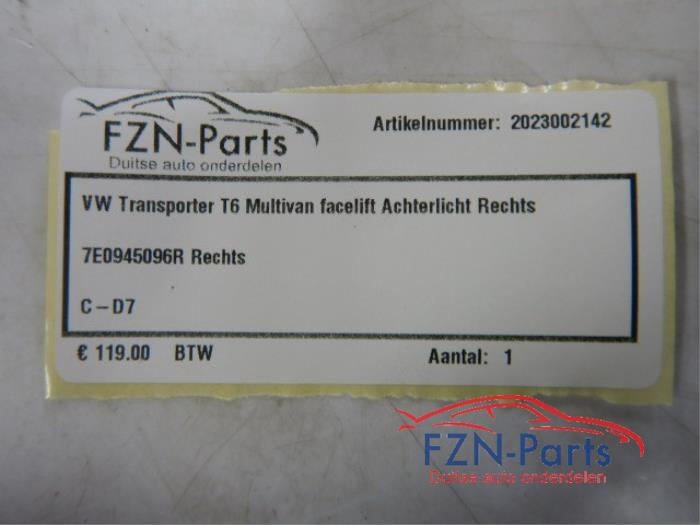 FZN-Parts
Duitse auto onderdelen
Artikelnummer: 2023002142
VW Transporter T6 Multivan facelift Achterlicht Rechts
7E0945096R Rechts
C-D7
€ 119.00 BTW
Aantal: 1
FZN-Parts
Duitse auto onderdelen